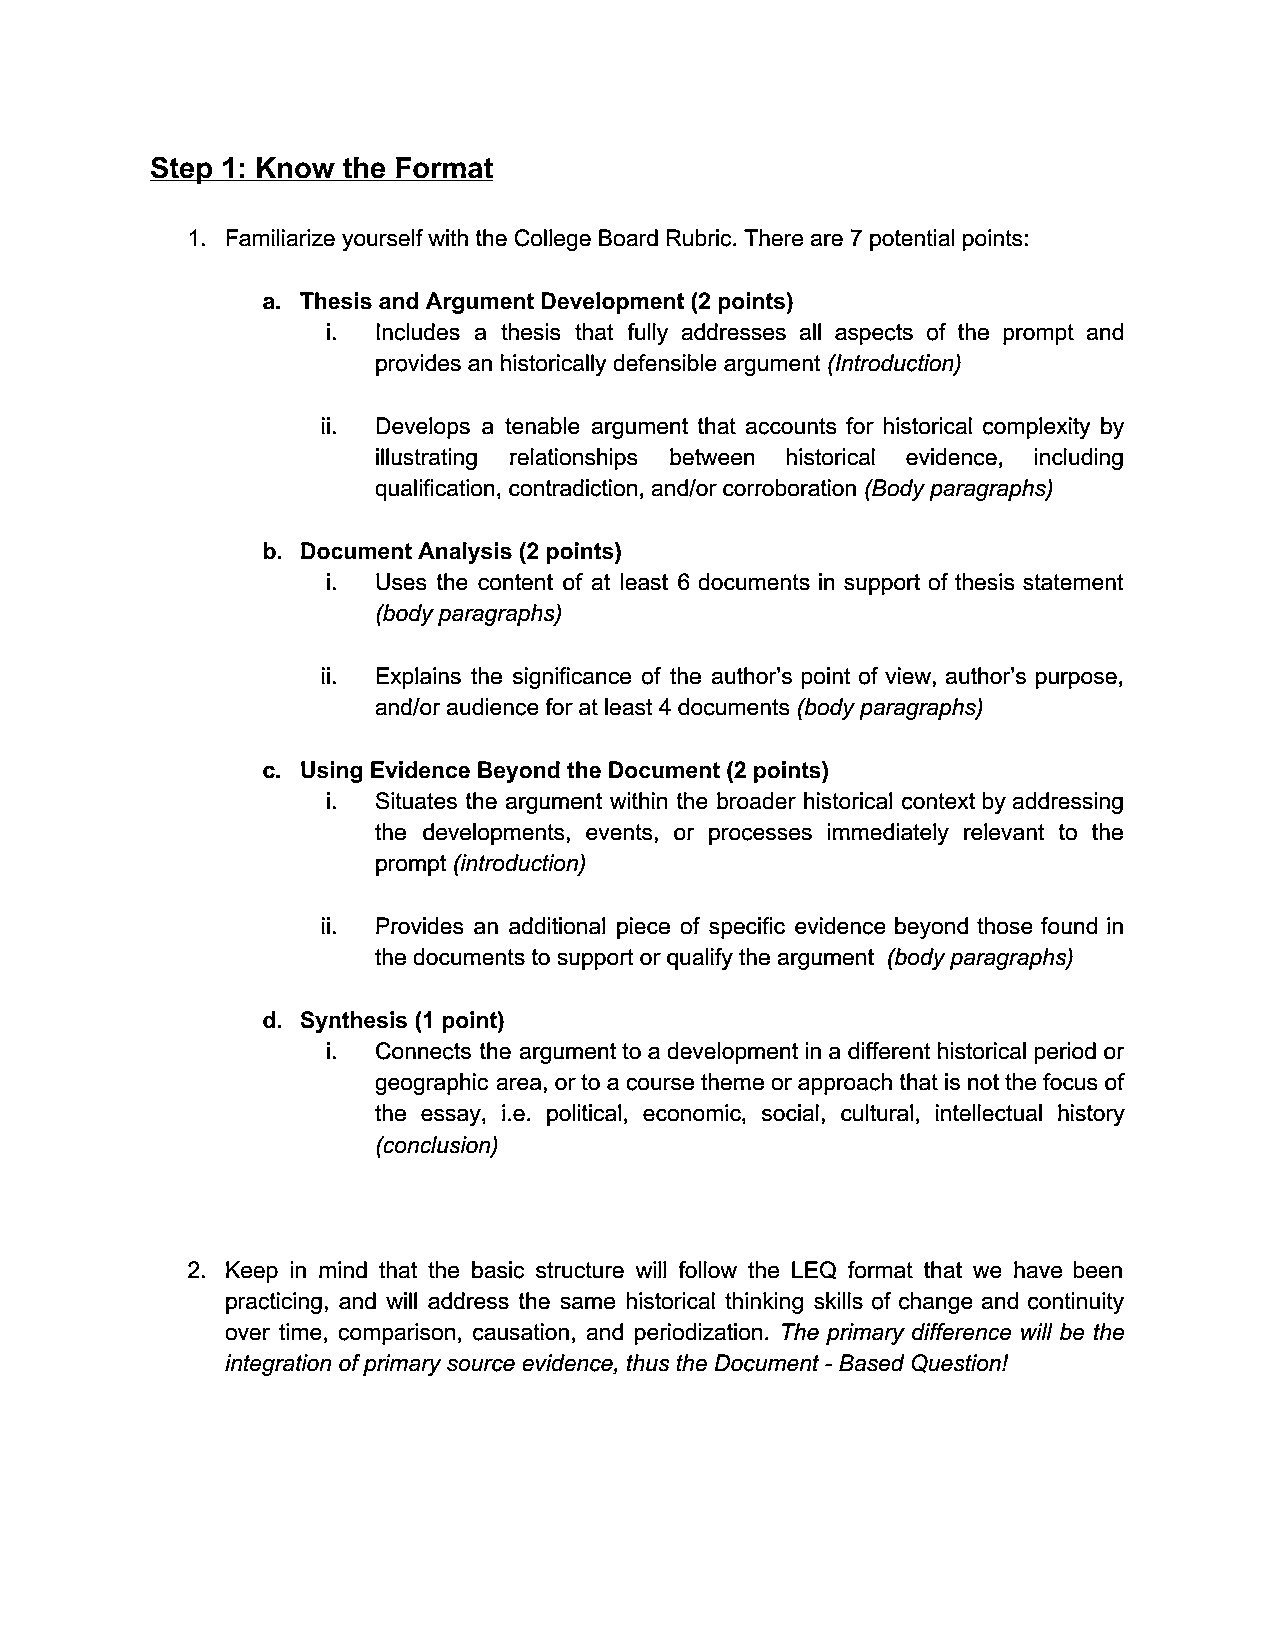 Step 1: Know the Format
1. Familiarize yourself with the College Board Rubric. There are 7 potential points:
a. Thesis and Argument Development (2 points)
i. Includes a thesis that fully addresses all aspects of the prompt and
provides an historically defensible argument (Introduction)
ii. Develops a tenable argument that accounts for historical complexity by
illustrating relationships between historical evidence, including
qualification, contradiction, and/or corroboration (Body paragraphs)
b. Document Analysis (2 points)
i. Uses the content of at least 6 documents in support of thesis statement
(body paragraphs)
ii. Explains the significance of the author's point of view, author's purpose,
and/or audience for at least 4 documents (body paragraphs)
c. Using Evidence Beyond the Document (2 points)
i. Situates the argument within the broader historical context by addressing
the developments, events, or processes immediately relevant to the
prompt (introduction)
ii. Provides an additional piece of specific evidence beyond those found in
the documents to support or qualify the argument (body paragraphs)
d. Synthesis (1 point)
i. Connects the argument to a development in a different historical period or
geographic area, or to a course theme or approach that is not the focus of
the essay, i.e. political, economic, social, cultural, intellectual history
(conclusion)
2. Keep in mind that the basic structure will follow the LEQ format that we have been
practicing, and will address the same historical thinking skills of change and continuity
over time, comparison, causation, and periodization. The primary difference will be the
integration of primary source evidence, thus the Document - Based Question!